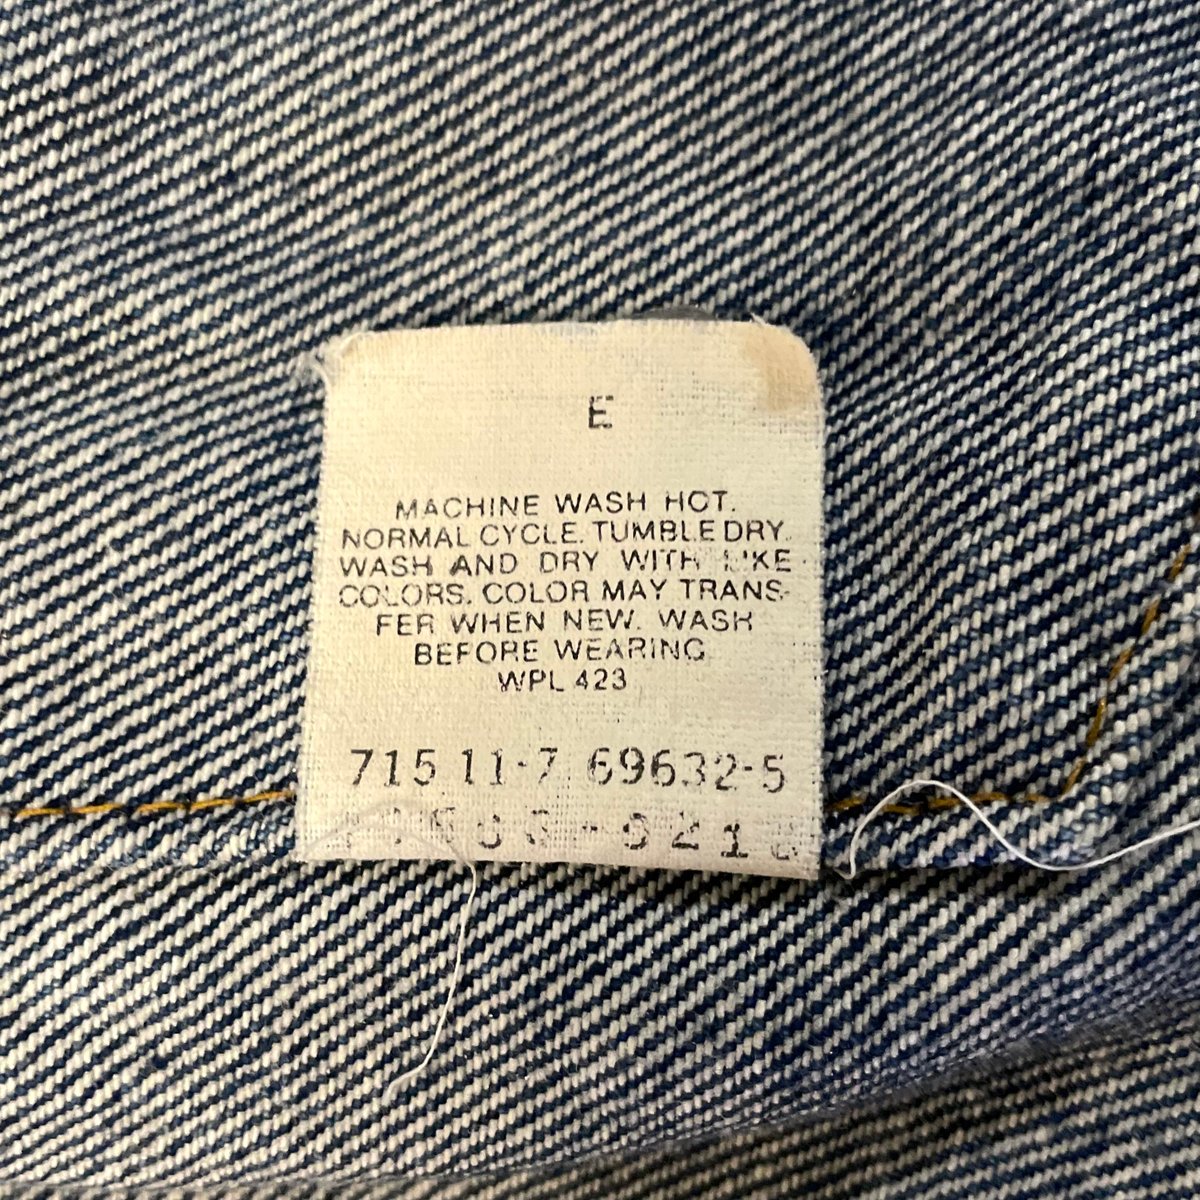 E
MACHINE WASH HOT.
NORMAL CYCLE. TUMBLE DRY.
WASH AND DRY WITH LIKE
COLORS. COLOR MAY TRANS-
FER WHEN NEW. WASH
BEFORE WEARING
WPL 423
715 11-7 69632-5